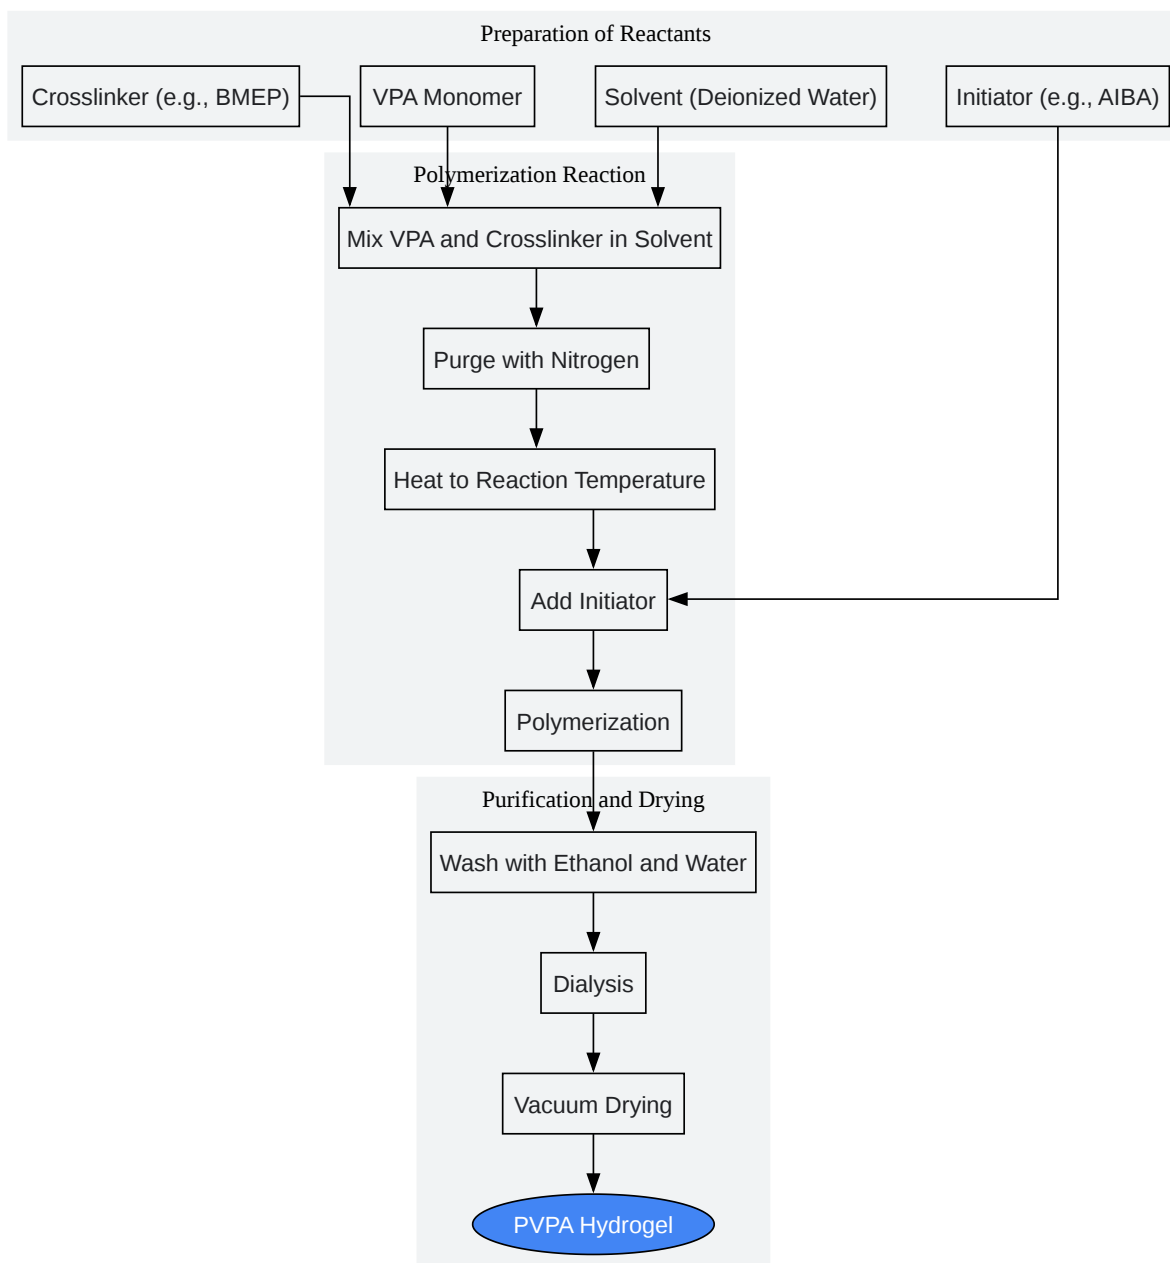 Preparation of Reactants
Crosslinker (e.g., BMEP)
VPA Monomer
Solvent (Deionized Water)
Initiator (e.g., AIBA)
Polymerization Reaction
Mix VPA and Crosslinker in Solvent
Purge with Nitrogen
Heat to Reaction Temperature
Add Initiator
Polymerization
Purification and Drying
Wash with Ethanol and Water
Dialysis
Vacuum Drying
PVPA Hydrogel